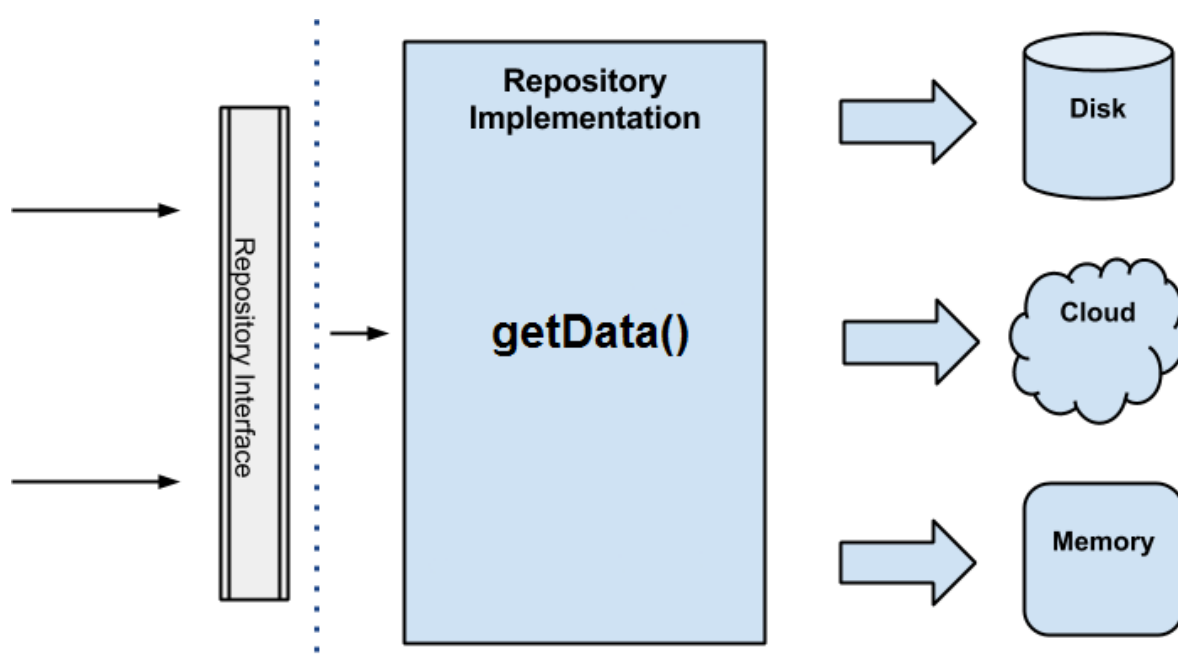 Repository Interface
Repository
Implementation
getData()
Disk
Cloud
Memory